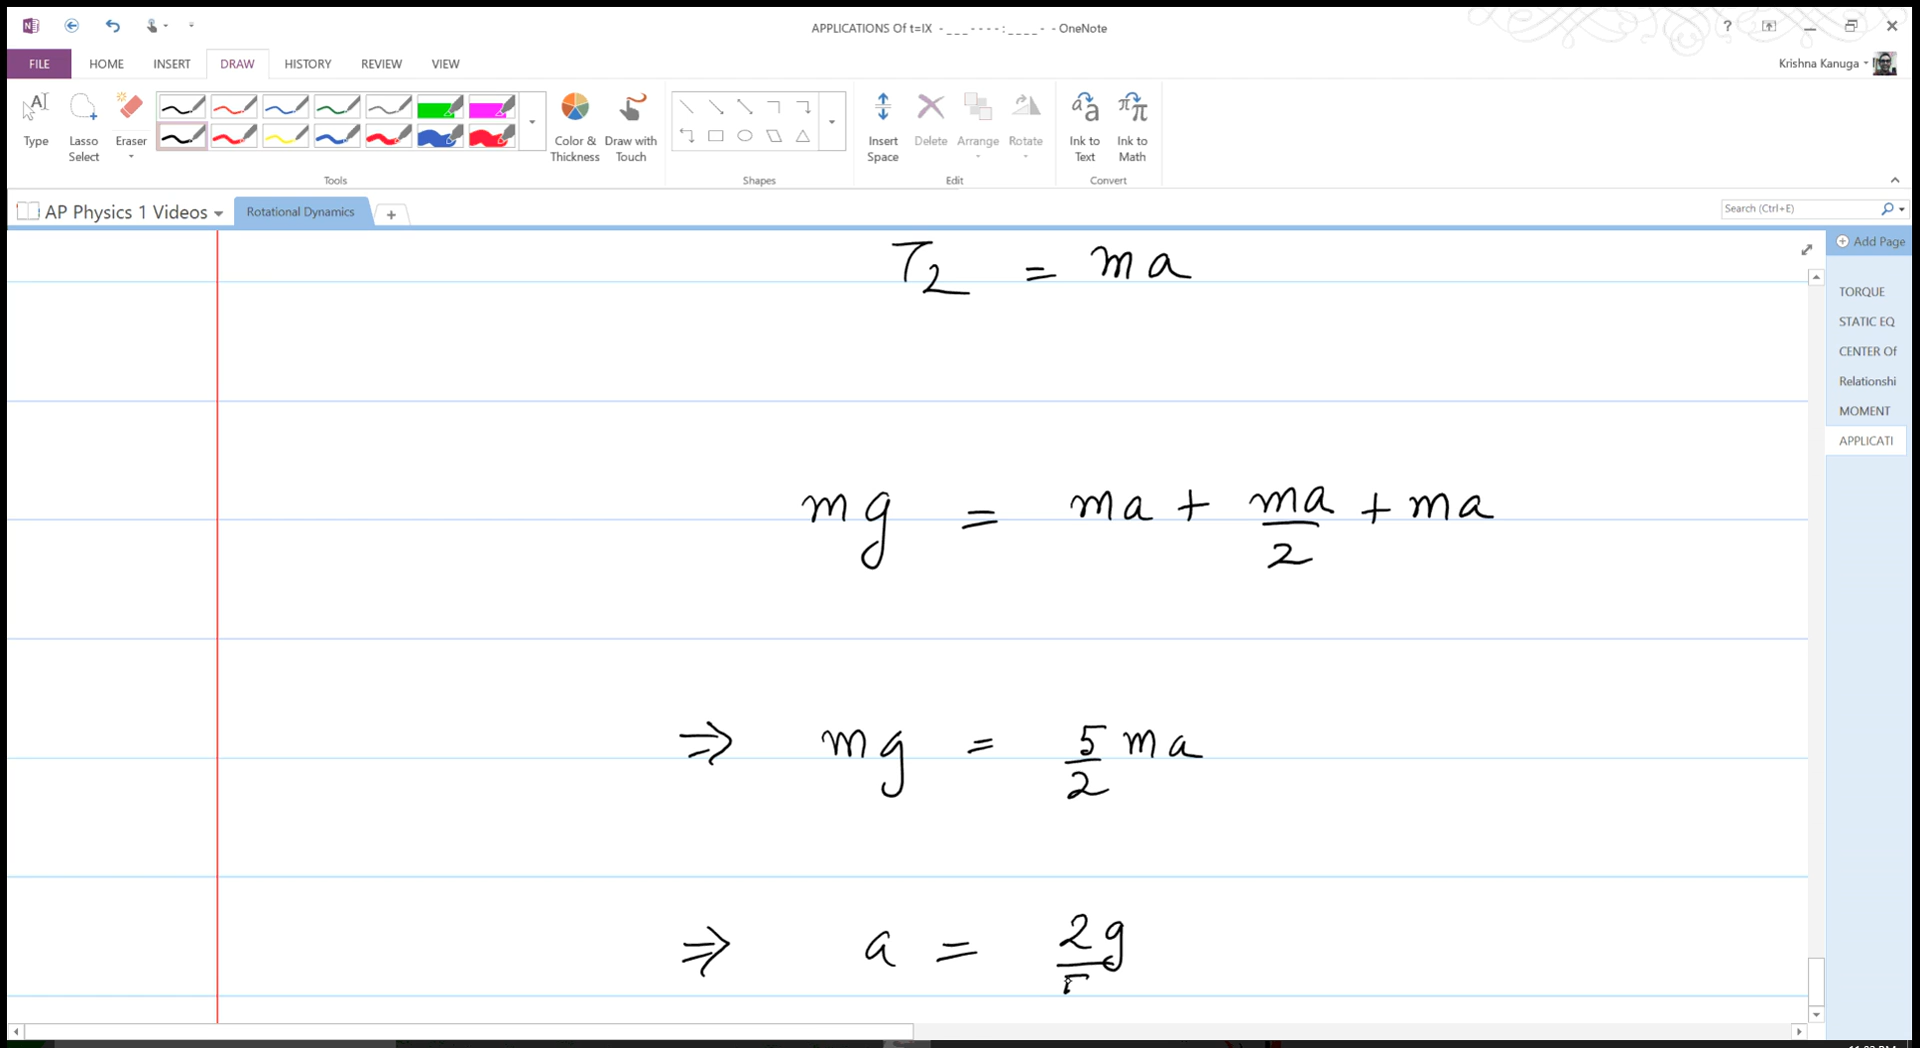 APPLICATIONS Of t=IX - _ _ _ - - - - : _ _ _ _ - - OneNote
?
FILE HOME INSERT DRAW HISTORY REVIEW VIEW
Krishna Kanuga
Type
Lasso Select
Eraser
Color & Thickness
Draw with Touch
Insert Space
Delete
Arrange
Rotate
Ink to Text
Ink to Math
Tools Shapes Edit Convert
AP Physics 1 Videos
Rotational Dynamics
+
Search (Ctrl+E)
Add Page
TORQUE
STATIC EQ
CENTER Of
Relationshi
MOMENT
APPLICATI
T₂ = ma
mg = ma + ma/2 + ma
⇒ mg = 5/2 ma
⇒ a = 2g/5